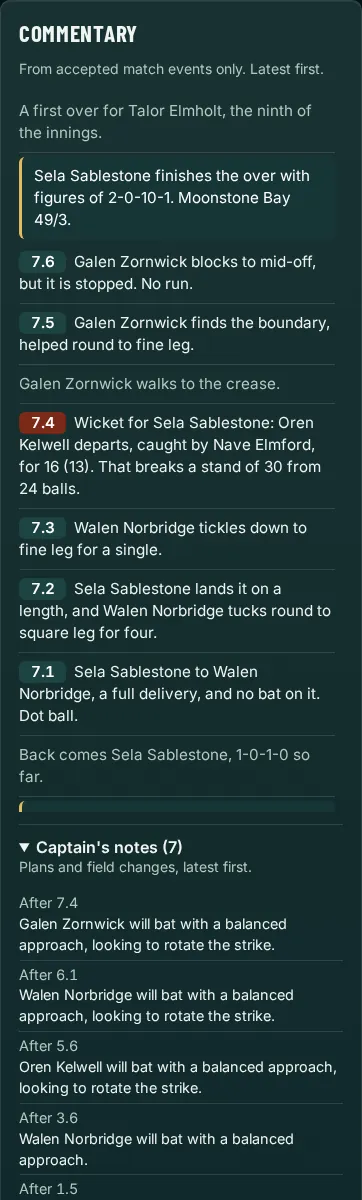 COMMENTARY
From accepted match events only. Latest first.
A first over for Talor Elmholt, the ninth of
the innings.
Sela Sablestone finishes the over with
figures of 2-0-10-1. Moonstone Bay
49/3.
7.6 Galen Zornwick blocks to mid-off,
but it is stopped. No run.
7.5 Galen Zornwick finds the boundary,
helped round to fine leg.
Galen Zornwick walks to the crease.
7.4 Wicket for Sela Sablestone: Oren
Kelwell departs, caught by Nave Elmford,
for 16 (13). That breaks a stand of 30 from
24 balls.
7.3 Walen Norbridge tickles down to
fine leg for a single.
7.2 Sela Sablestone lands it on a
length, and Walen Norbridge tucks round to
square leg for four.
7.1 Sela Sablestone to Walen
Norbridge, a full delivery, and no bat on it.
Dot ball.
Back comes Sela Sablestone, 1-0-1-0 so
far.
▼ Captain's notes (7)
Plans and field changes, latest first.
After 7.4
Galen Zornwick will bat with a balanced
approach, looking to rotate the strike.
After 6.1
Walen Norbridge will bat with a balanced
approach, looking to rotate the strike.
After 5.6
Oren Kelwell will bat with a balanced approach,
looking to rotate the strike.
After 3.6
Walen Norbridge will bat with a balanced
approach.
After 1.5